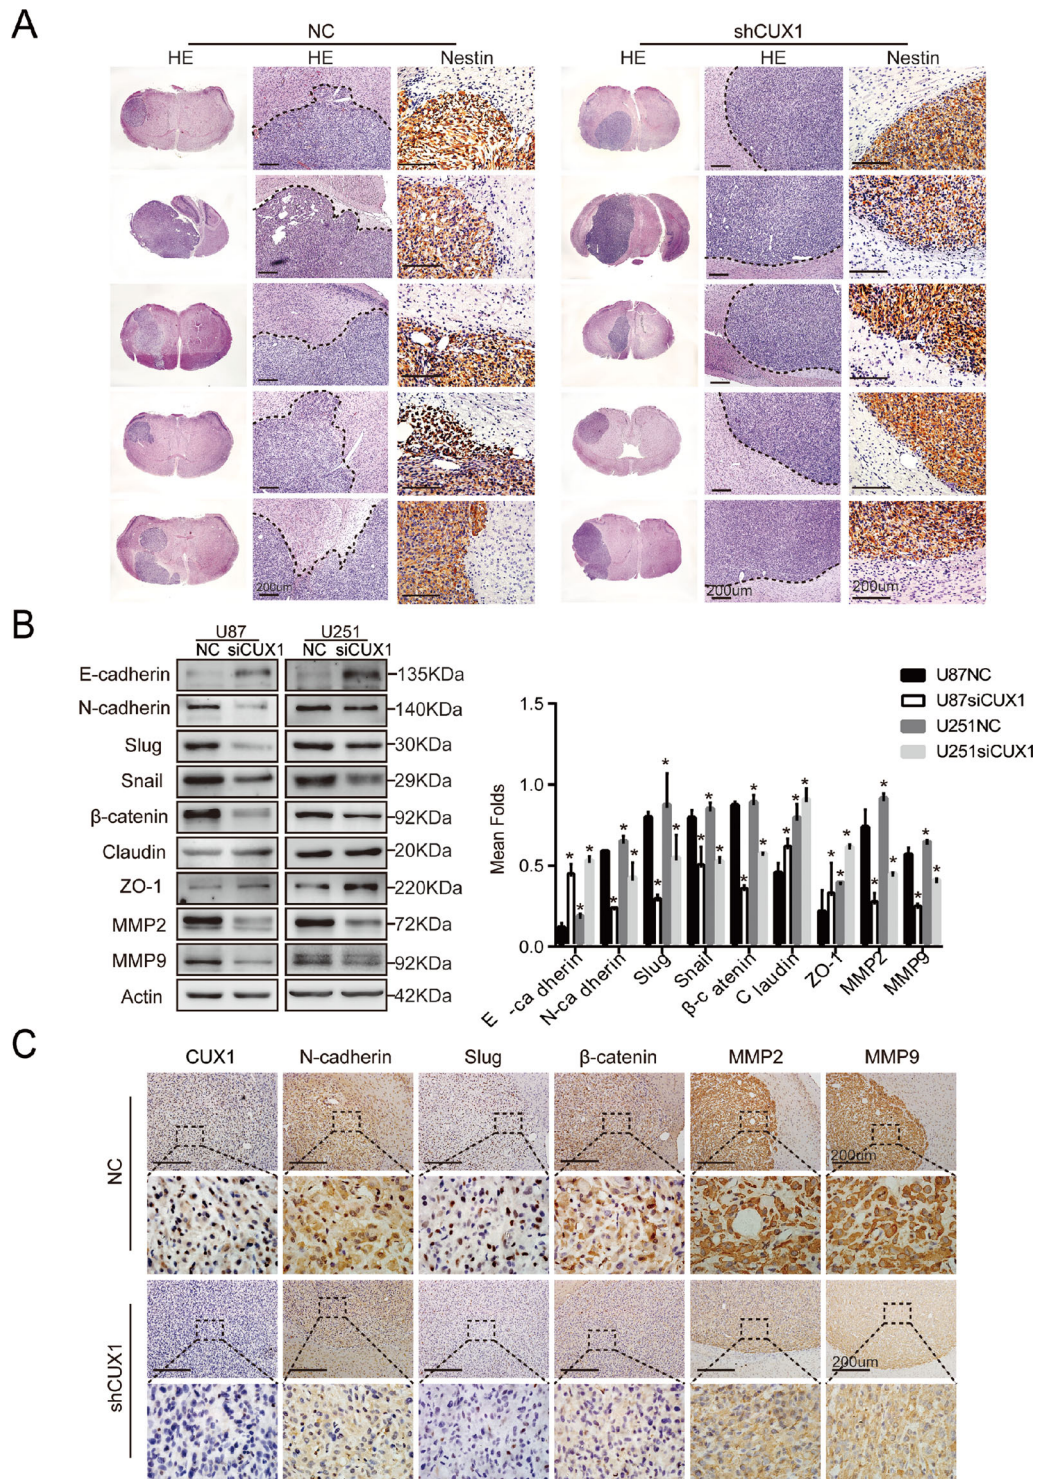 A
NC
shCUX1
HE HE Nestin HE HE Nestin
200um 200um 200um
B
U87 U251
NC siCUX1 NC siCUX1
E-cadherin 135KDa
N-cadherin 140KDa
Slug 30KDa
Snail 29KDa
β-catenin 92KDa
Claudin 20KDa
ZO-1 220KDa
MMP2 72KDa
MMP9 92KDa
Actin 42KDa
U87NC
U87siCUX1
U251NC
U251siCUX1
Mean Folds
1.5
1.0
0.5
0.0
* * * * * * * * * * * * * * * * * * * * * * * * * * *
E -ca dherin
N-ca dherin
Slug
Snail
β-c atenin
C laudin
ZO-1
MMP2
MMP9
C
CUX1 N-cadherin Slug β-catenin MMP2 MMP9
NC
200um
shCUX1
200um